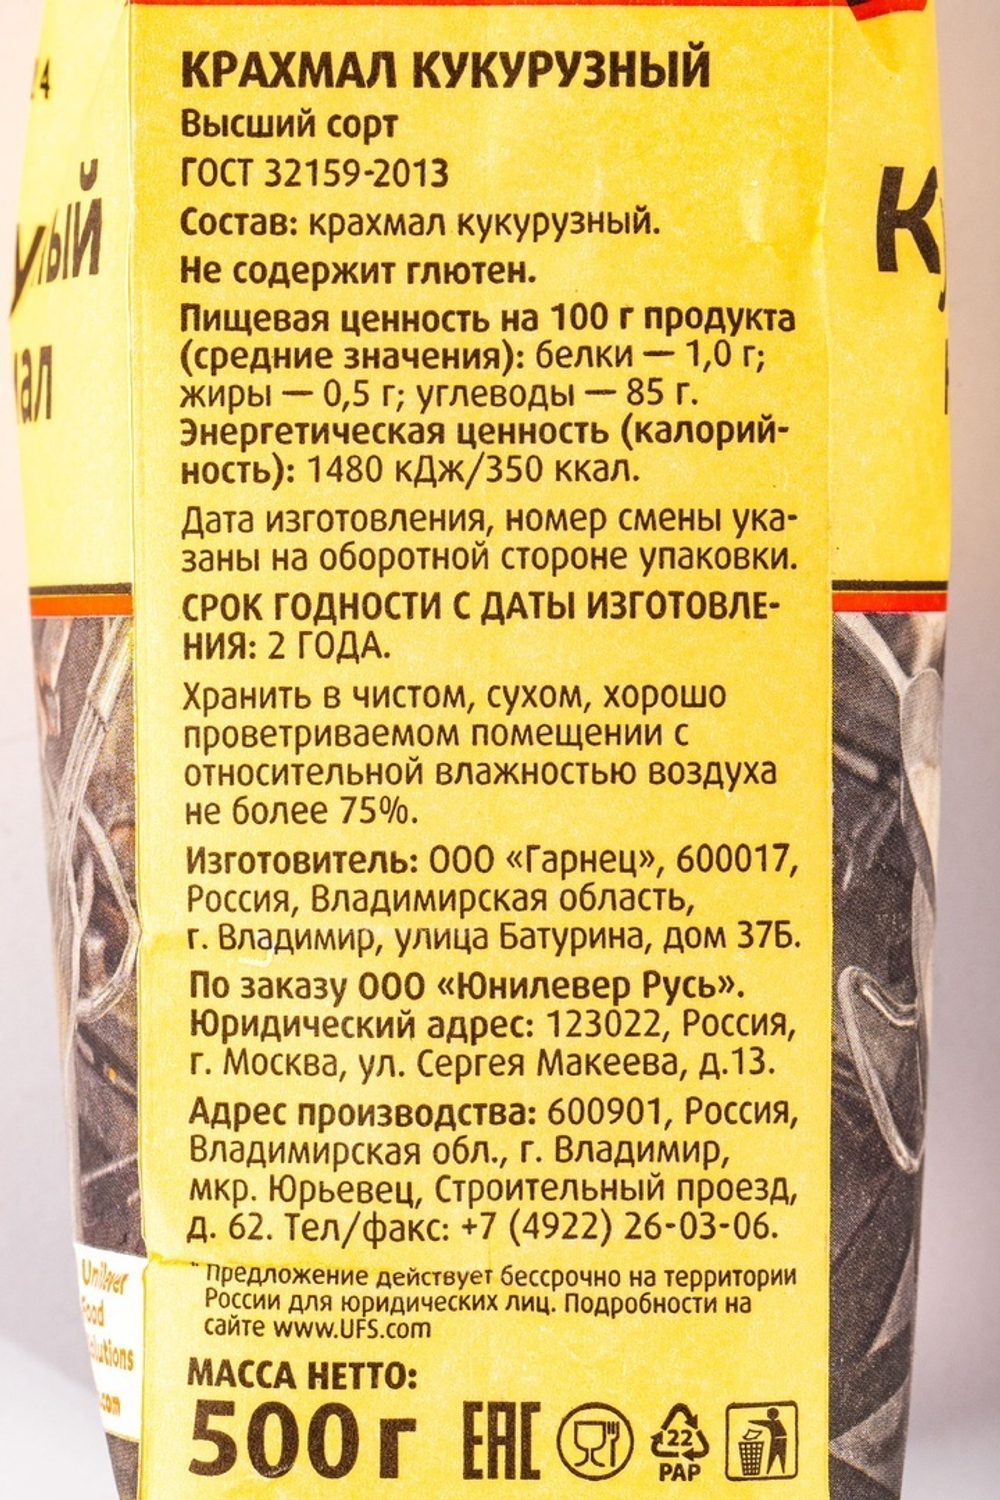 КРАХМАЛ КУКУРУЗНЫЙ
Высший сорт
ГОСТ 32159-2013
Состав: крахмал кукурузный.
Не содержит глютен.
Пищевая ценность на 100 г продукта
(средние значения): белки — 1,0 г;
жиры — 0,5 г; углеводы — 85 г.
Энергетическая ценность (калорий-
ность): 1480 кДж/350 ккал.
Дата изготовления, номер смены ука-
заны на оборотной стороне упаковки.
СРОК ГОДНОСТИ С ДАТЫ ИЗГОТОВЛЕ-
НИЯ: 2 ГОДА.
Хранить в чистом, сухом, хорошо
проветриваемом помещении с
относительной влажностью воздуха
не более 75%.
Изготовитель: ООО «Гарнец», 600017,
Россия, Владимирская область,
г. Владимир, улица Батурина, дом 37Б.
По заказу ООО «Юнилевер Русь».
Юридический адрес: 123022, Россия,
г. Москва, ул. Сергея Макеева, д.13.
Адрес производства: 600901, Россия,
Владимирская обл., г. Владимир,
мкр. Юрьевец, Строительный проезд,
д. 62. Тел/факс: +7 (4922) 26-03-06.
Предложение действует бессрочно на территории
России для юридических лиц. Подробности на
сайте www.UFS.com
МАССА НЕТТО:
500 г
EAC
22
PAP
Unilever